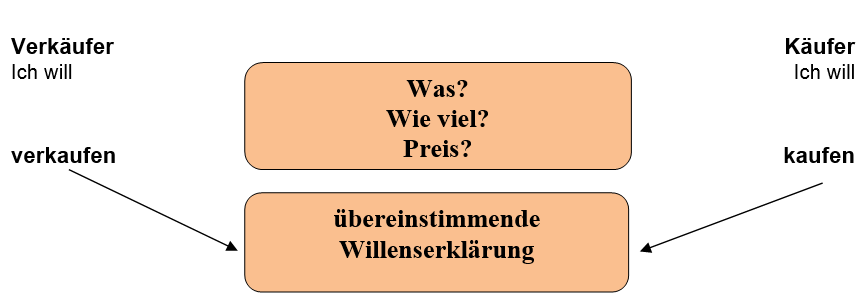 Verkäufer
Ich will
verkaufen
Was?
Wie viel?
Preis?
übereinstimmende
Willenserklärung
Käufer
Ich will
kaufen